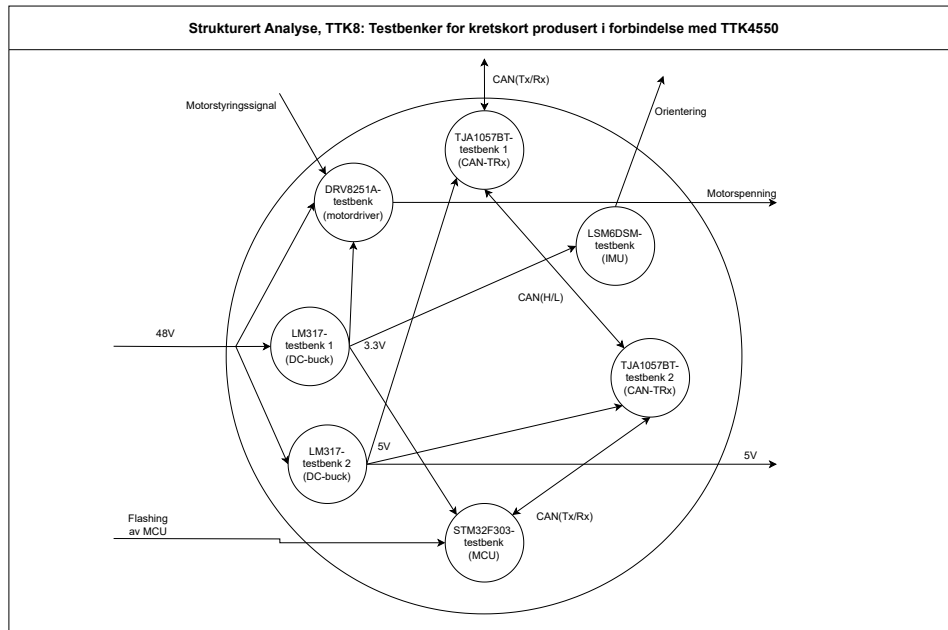 Strukturert Analyse, TTK8: Testbenker for kretskort produsert i forbindelse med TTK4550
CAN(Tx/Rx)
Motorstyringssignal
Orientering
TJA1057BT-
testbenk 1
(CAN-TRx)
DRV8251A-
testbenk
(motordriver)
Motorspenning
LSM6DSM-
testbenk
(IMU)
CAN(H/L)
48V
LM317-
testbenk 1
(DC-buck)
3.3V
TJA1057BT-
testbenk 2
(CAN-TRx)
LM317-
testbenk 2
(DC-buck)
5V
5V
Flashing
av MCU
CAN(Tx/Rx)
STM32F303-
testbenk
(MCU)